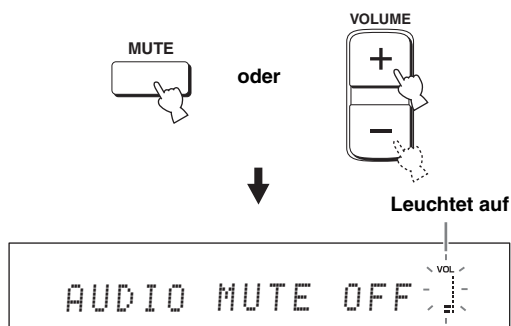 VOLUME
MUTE
oder
+
−
Leuchtet auf
VOL
AUDIO MUTE OFF